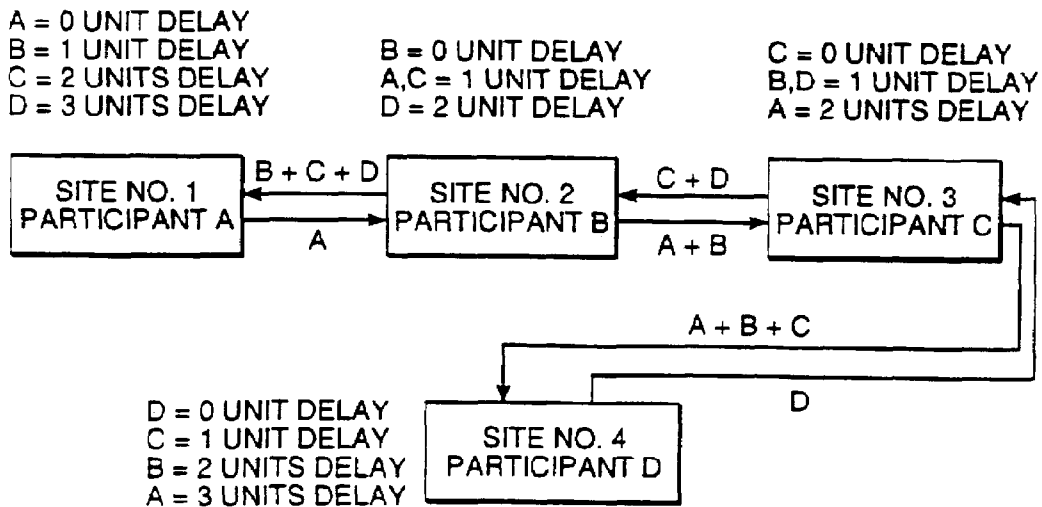 A = 0 UNIT DELAY
B = 1 UNIT DELAY
C = 2 UNITS DELAY
D = 3 UNITS DELAY
B = 0 UNIT DELAY
A,C = 1 UNIT DELAY
D = 2 UNIT DELAY
C = 0 UNIT DELAY
B,D = 1 UNIT DELAY
A = 2 UNITS DELAY
SITE NO. 1
PARTICIPANT A
B + C + D
A
SITE NO. 2
PARTICIPANT B
C + D
A + B
SITE NO. 3
PARTICIPANT C
A + B + C
D
D = 0 UNIT DELAY
C = 1 UNIT DELAY
B = 2 UNITS DELAY
A = 3 UNITS DELAY
SITE NO. 4
PARTICIPANT D